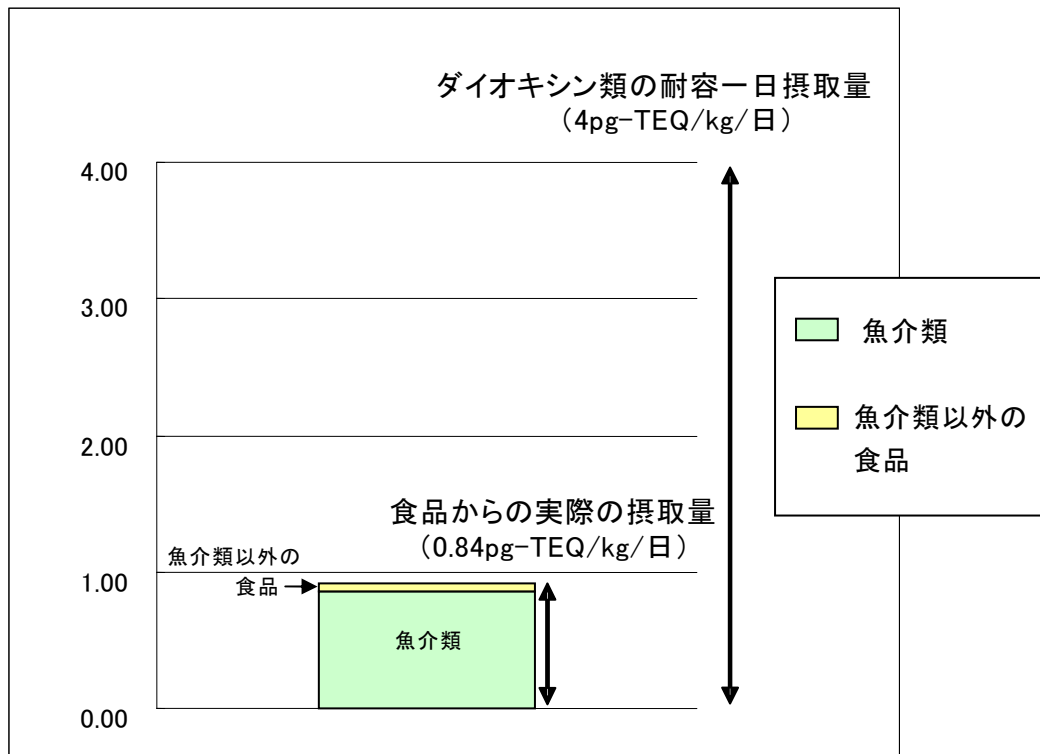 ダイオキシン類の耐容一日摂取量
（4pg-TEQ/kg/日）
4.00
3.00
2.00
1.00
0.00
食品からの実際の摂取量
（0.84pg-TEQ/kg/日）
魚介類以外の
食品
魚介類
魚介類
魚介類以外の
食品